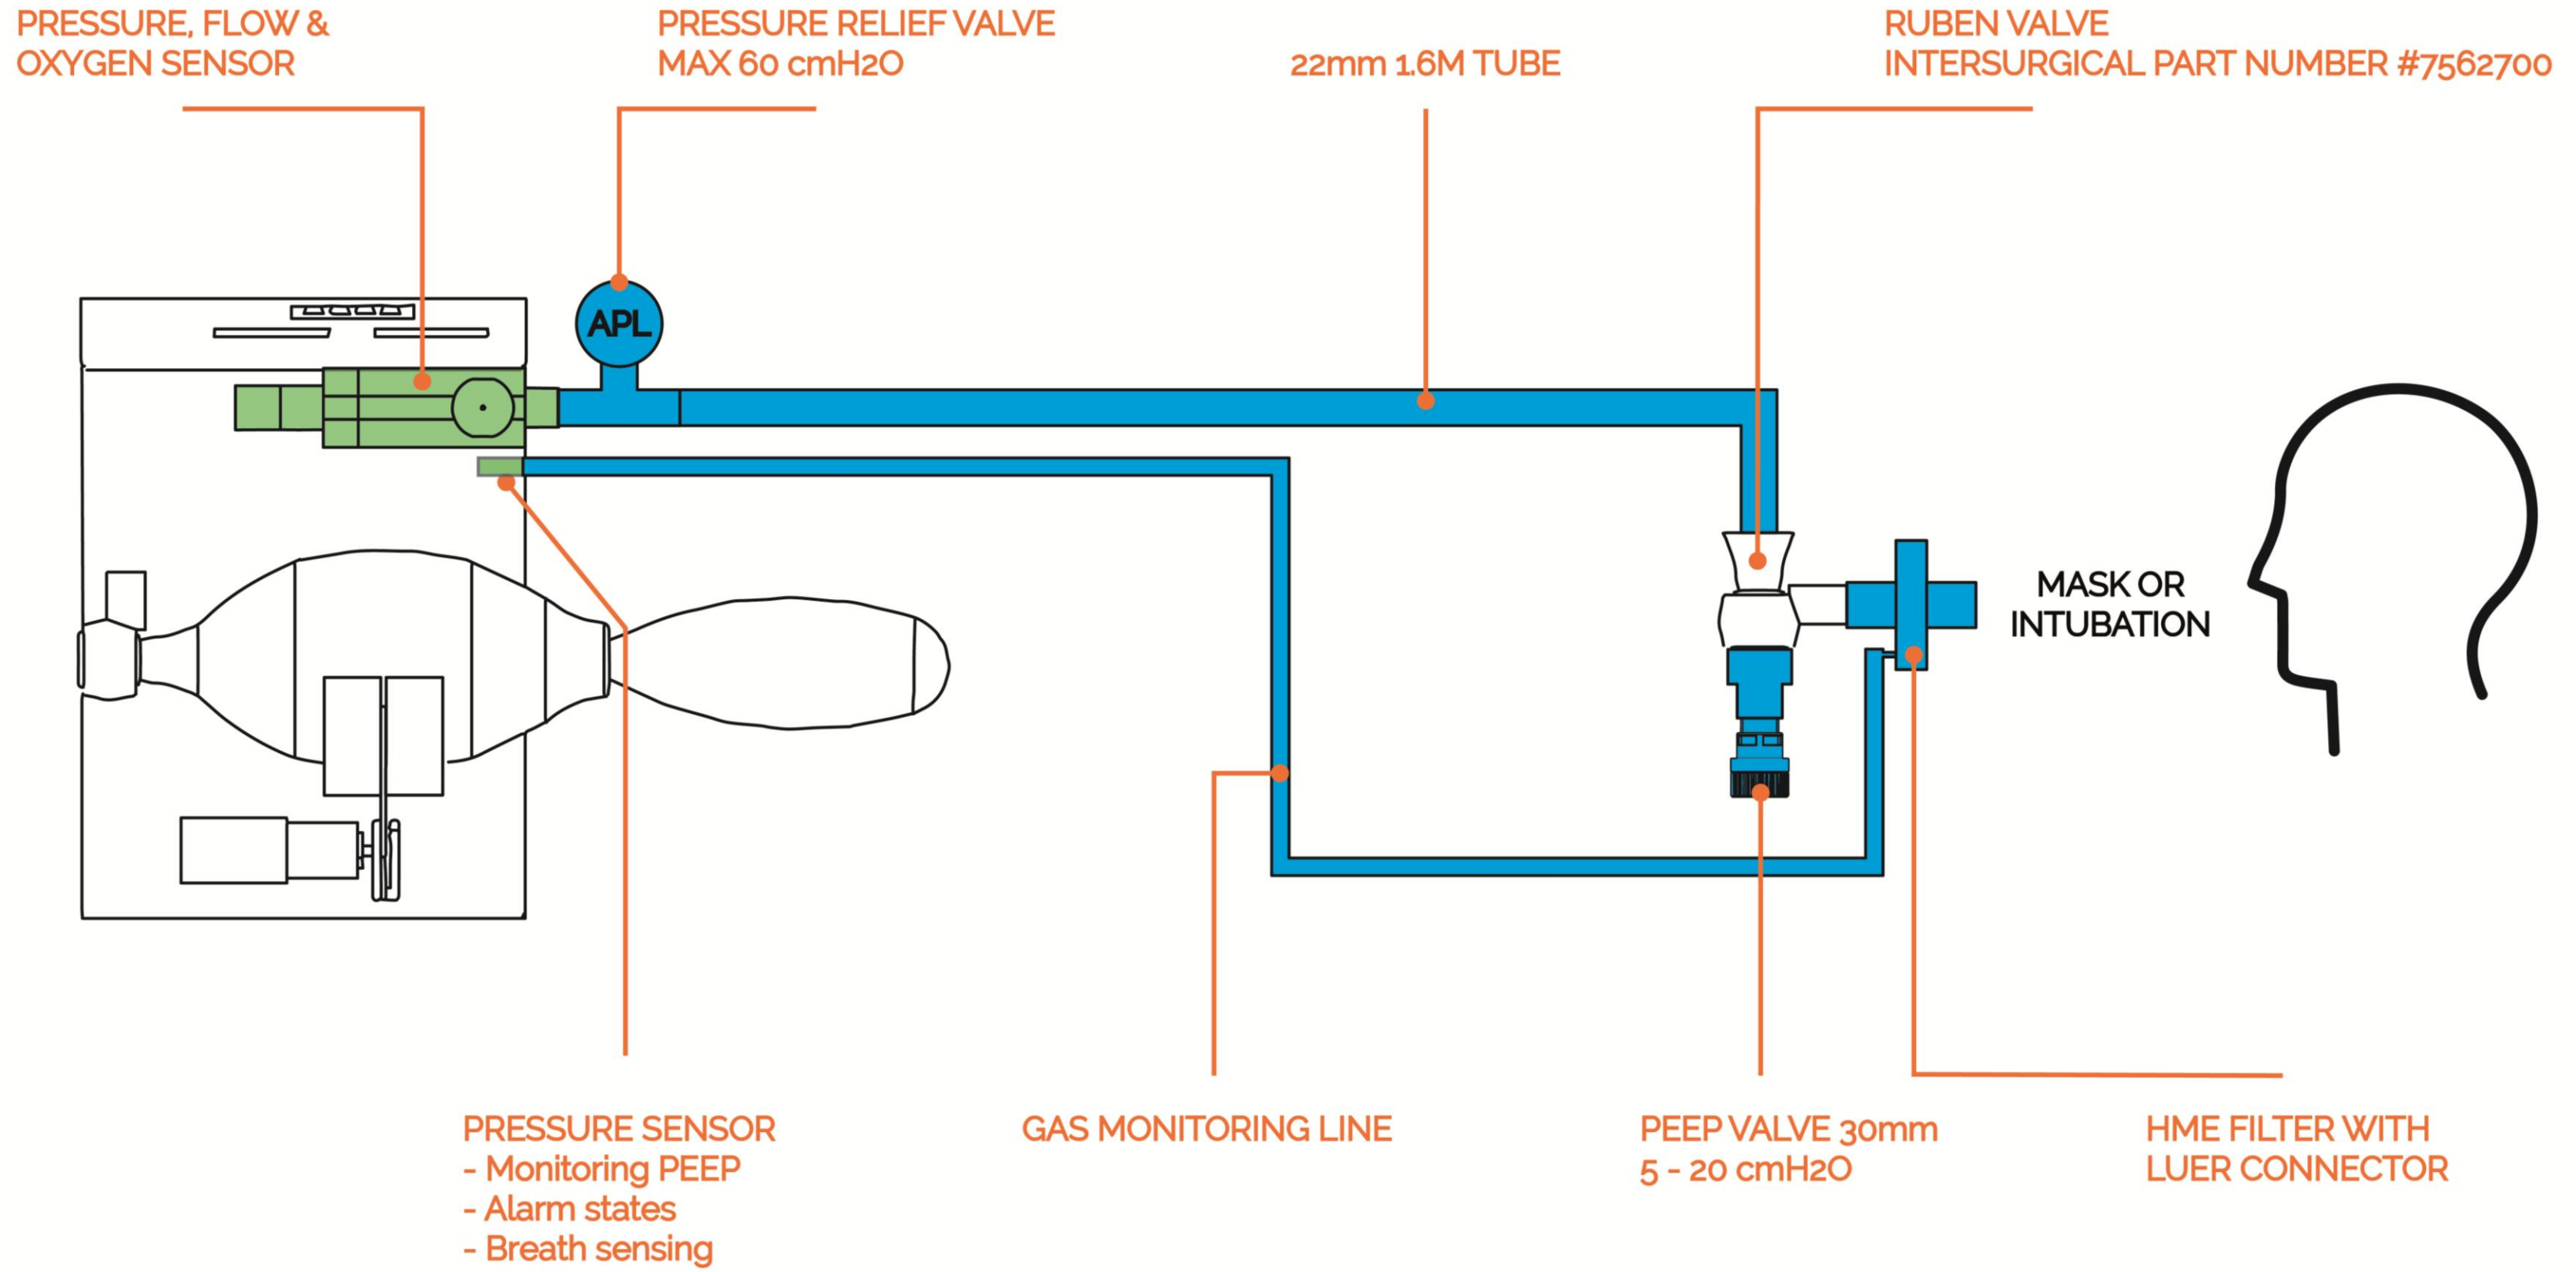 PRESSURE, FLOW &
OXYGEN SENSOR
PRESSURE RELIEF VALVE
MAX 60 cmH2O
22mm 1.6M TUBE
RUBEN VALVE
INTERSURGICAL PART NUMBER #7562700
APL
MASK OR
INTUBATION
PRESSURE SENSOR
- Monitoring PEEP
- Alarm states
- Breath sensing
GAS MONITORING LINE
PEEP VALVE 30mm
5 - 20 cmH2O
HME FILTER WITH
LUER CONNECTOR